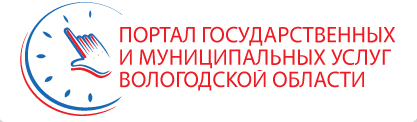 ПОРТАЛ ГОСУДАРСТВЕННЫХ
И МУНИЦИПАЛЬНЫХ УСЛУГ
ВОЛОГОДСКОЙ ОБЛАСТИ